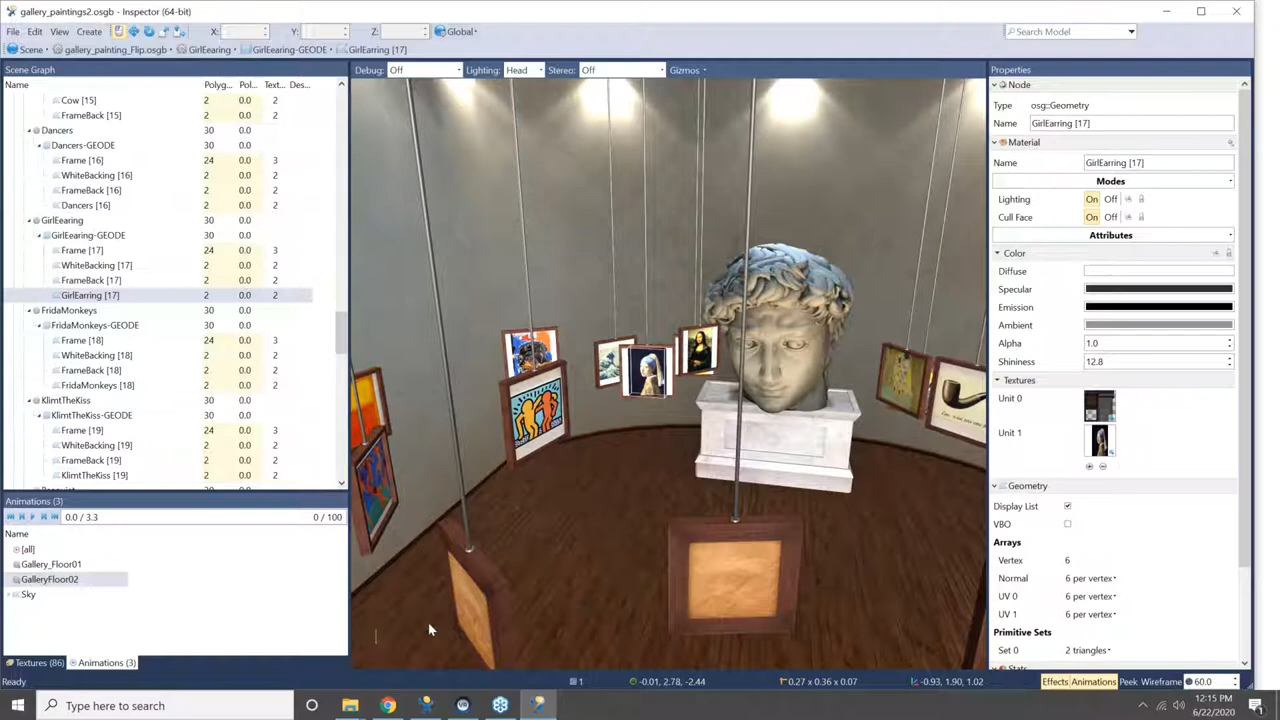 gallery_paintings2.osgb - Inspector (64-bit)
File Edit View Create X: Y: Z: Global
Search Model
Scene gallery_painting_Flip.osgb GirlEearing GirlEearing-GEODE GirlEarring [17]
Scene Graph
Name Polyg... Pol... Text... Des...
Cow [15] 2 0.0 2
FrameBack [15] 2 0.0 2
Dancers 30 0.0
Dancers-GEODE 30 0.0
Frame [16] 24 0.0 3
WhiteBacking [16] 2 0.0 2
FrameBack [16] 2 0.0 2
Dancers [16] 2 0.0 2
GirlEearing 30 0.0
GirlEearing-GEODE 30 0.0
Frame [17] 24 0.0 3
WhiteBacking [17] 2 0.0 2
FrameBack [17] 2 0.0 2
GirlEarring [17] 2 0.0 2
FridaMonkeys 30 0.0
FridaMonkeys-GEODE 30 0.0
Frame [18] 24 0.0 3
WhiteBacking [18] 2 0.0 2
FrameBack [18] 2 0.0 2
FridaMonkeys [18] 2 0.0 2
KlimtTheKiss 30 0.0
KlimtTheKiss-GEODE 30 0.0
Frame [19] 24 0.0 3
WhiteBacking [19] 2 0.0 2
FrameBack [19] 2 0.0 2
KlimtTheKiss [19] 2 0.0 2
Animations (3)
0.0 / 3.3 0 / 100
Name
[all]
Gallery_Floor01
GalleryFloor02
Sky
Textures (86) Animations (3)
Debug: Off Lighting: Head Stereo: Off Gizmos
Properties
Node
Type osg::Geometry
Name GirlEarring [17]
Material
Name GirlEarring [17]
Modes
Lighting On Off
Cull Face On Off
Attributes
Color
Diffuse
Specular
Emission
Ambient
Alpha 1.0
Shininess 12.8
Textures
Unit 0
Unit 1
Geometry
Display List
VBO
Arrays
Vertex 6
Normal 6 per vertex
UV 0 6 per vertex
UV 1 6 per vertex
Primitive Sets
Set 0 2 triangles
Stats
Ready 1 -0.01, 2.78, -2.44 0.27 x 0.36 x 0.07 -0.93, 1.90, 1.02 Effects Animations Peek Wireframe 60.0
Type here to search
12:15 PM
6/22/2020